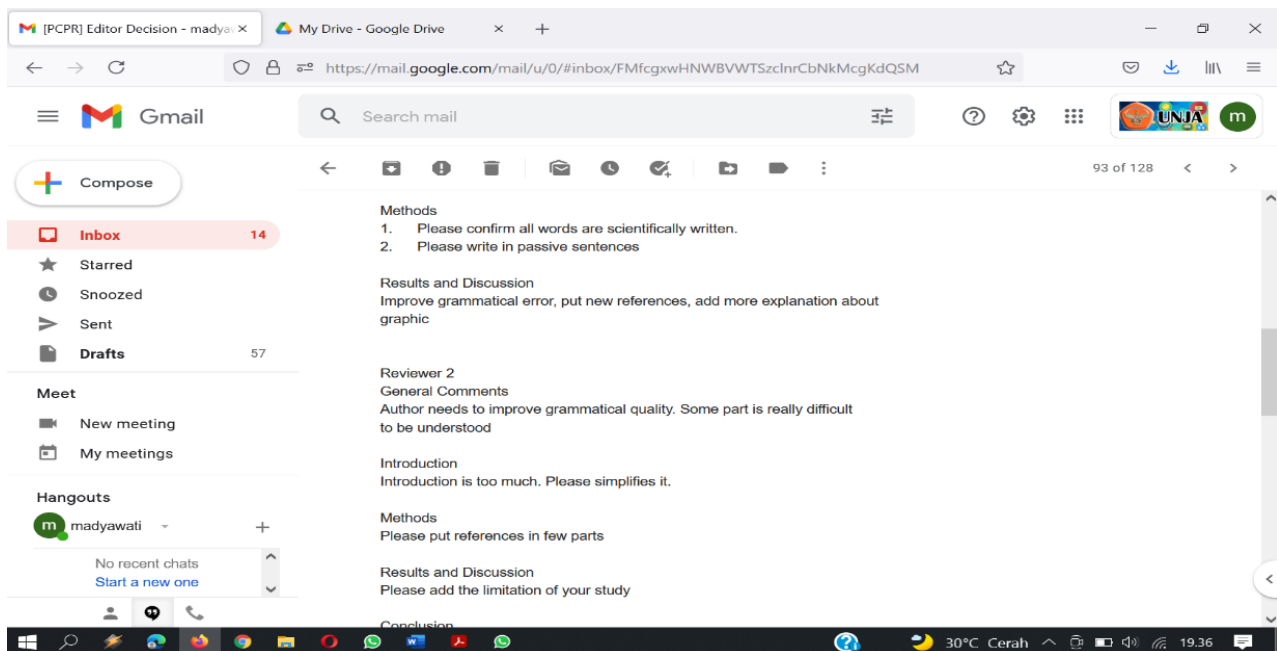 [PCPR] Editor Decision - madyav
My Drive - Google Drive
https://mail.google.com/mail/u/0/#inbox/FMfcgxwHNWBVWTSzclnrCbNkMcgKdQSM
Gmail
Search mail
UNJA
m
Compose
93 of 128
Inbox 14
Starred
Snoozed
Sent
Drafts 57
Meet
New meeting
My meetings
Hangouts
m madyawati
No recent chats
Start a new one
Methods
1. Please confirm all words are scientifically written.
2. Please write in passive sentences
Results and Discussion
Improve grammatical error, put new references, add more explanation about
graphic
Reviewer 2
General Comments
Author needs to improve grammatical quality. Some part is really difficult
to be understood
Introduction
Introduction is too much. Please simplifies it.
Methods
Please put references in few parts
Results and Discussion
Please add the limitation of your study
Conclusion
30°C Cerah
19.36